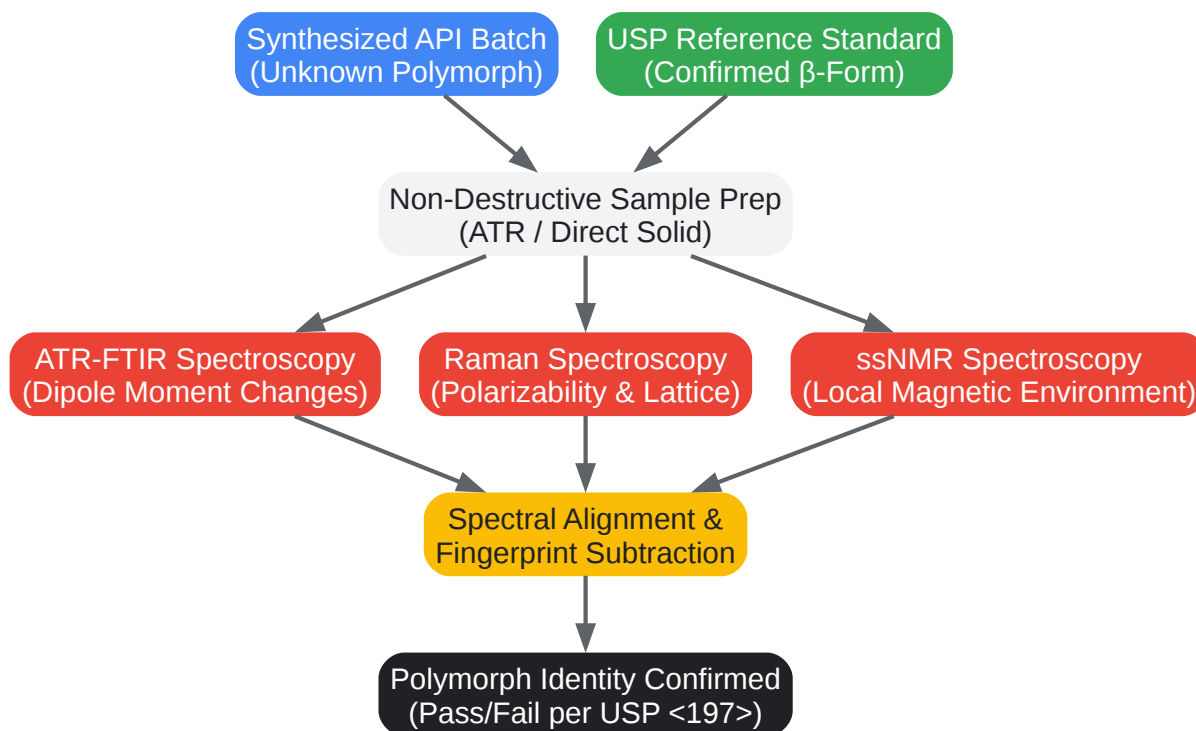 Synthesized API Batch
(Unknown Polymorph)
USP Reference Standard
(Confirmed β-Form)
Non-Destructive Sample Prep
(ATR / Direct Solid)
ATR-FTIR Spectroscopy
(Dipole Moment Changes)
Raman Spectroscopy
(Polarizability & Lattice)
ssNMR Spectroscopy
(Local Magnetic Environment)
Spectral Alignment &
Fingerprint Subtraction
Polymorph Identity Confirmed
(Pass/Fail per USP <197>)